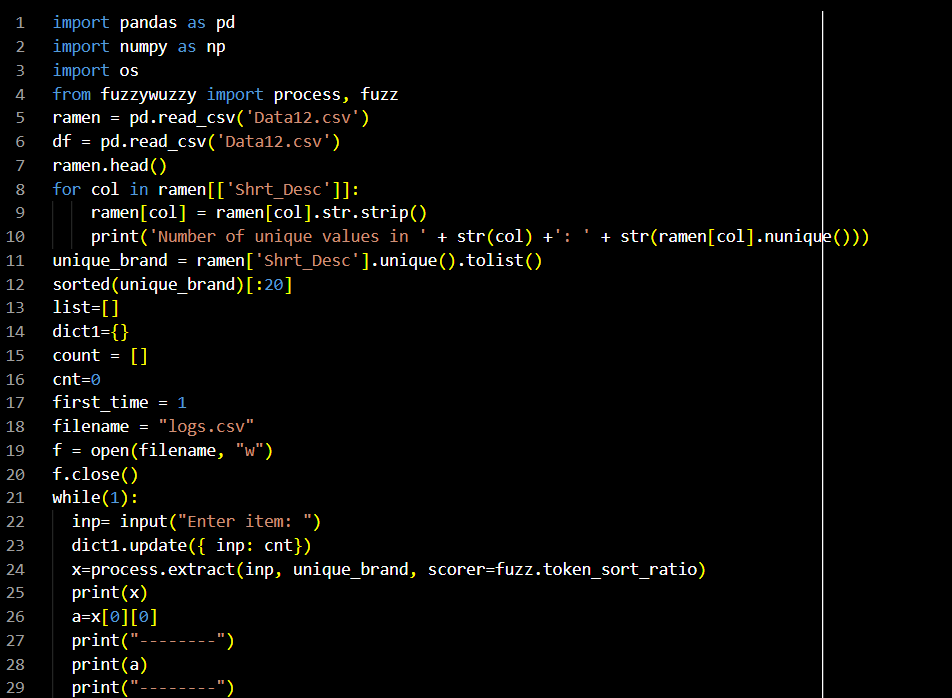 1 import pandas as pd
2 import numpy as np
3 import os
4 from fuzzywuzzy import process, fuzz
5 ramen = pd.read_csv('Data12.csv')
6 df = pd.read_csv('Data12.csv')
7 ramen.head()
8 for col in ramen[['Shrt_Desc']]:
9     ramen[col] = ramen[col].str.strip()
10     print('Number of unique values in ' + str(col) +': ' + str(ramen[col].nunique()))
11 unique_brand = ramen['Shrt_Desc'].unique().tolist()
12 sorted(unique_brand)[:20]
13 list=[]
14 dict1={}
15 count = []
16 cnt=0
17 first_time = 1
18 filename = "logs.csv"
19 f = open(filename, "w")
20 f.close()
21 while(1):
22   inp= input("Enter item: ")
23   dict1.update({ inp: cnt})
24   x=process.extract(inp, unique_brand, scorer=fuzz.token_sort_ratio)
25   print(x)
26   a=x[0][0]
27   print("--------")
28   print(a)
29   print("--------")